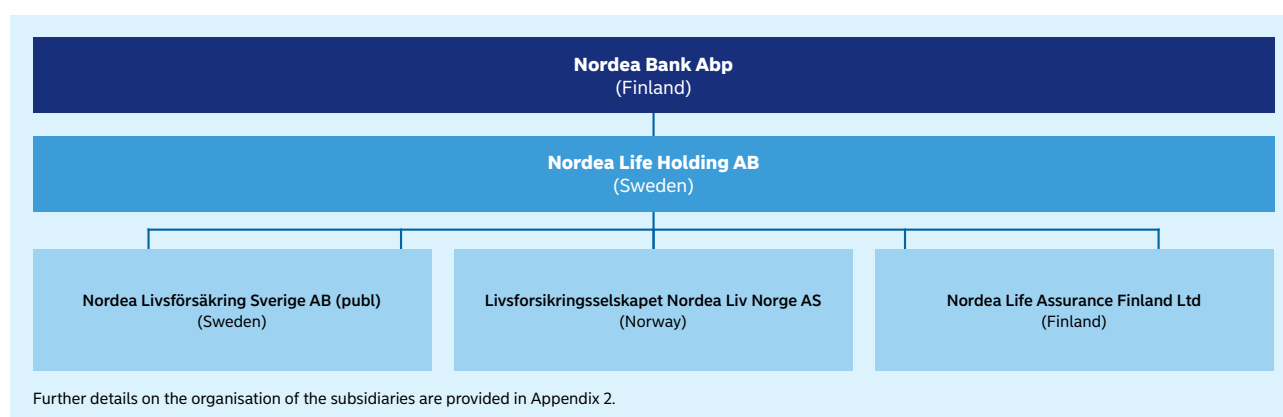 Nordea Bank Abp
(Finland)
Nordea Life Holding AB
(Sweden)
Nordea Livsförsäkring Sverige AB (publ)
(Sweden)
Livsforsikringsselskapet Nordea Liv Norge AS
(Norway)
Nordea Life Assurance Finland Ltd
(Finland)
Further details on the organisation of the subsidiaries are provided in Appendix 2.